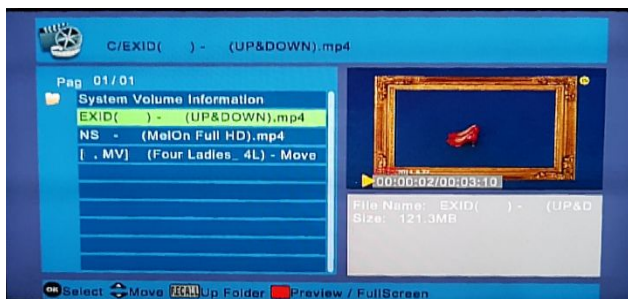 C/EXID( ) - (UP&DOWN).mp4
Pag 01/01
System Volume Information
EXID( ) - (UP&DOWN).mp4
NS - (MelOn Full HD).mp4
[ , MV] (Four Ladies_ 4L) - Move
00:00:02/00:03:10
File Name: EXID( ) - (UP&D
Size: 121.3MB
OK Select Move RECALL Up Folder Preview / FullScreen